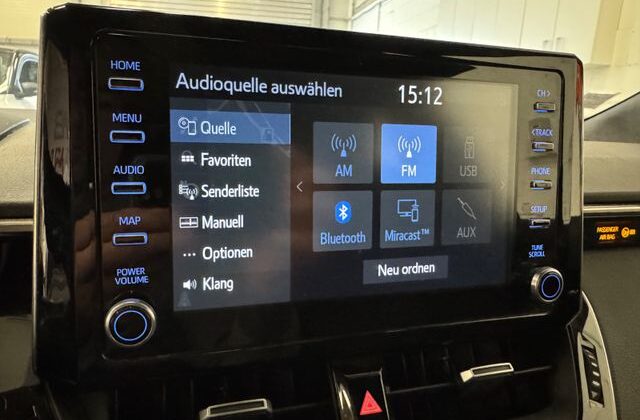 HOME
MENU
AUDIO
MAP
POWER
VOLUME
Audioquelle auswählen
15:12
Quelle
Favoriten
Senderliste
Manuell
Optionen
Klang
AM
FM
USB
Bluetooth
Miracast™
AUX
Neu ordnen
CH >
< TRACK
PHONE
SETUP
TUNE
SCROLL
PASSENGER
AIR BAG